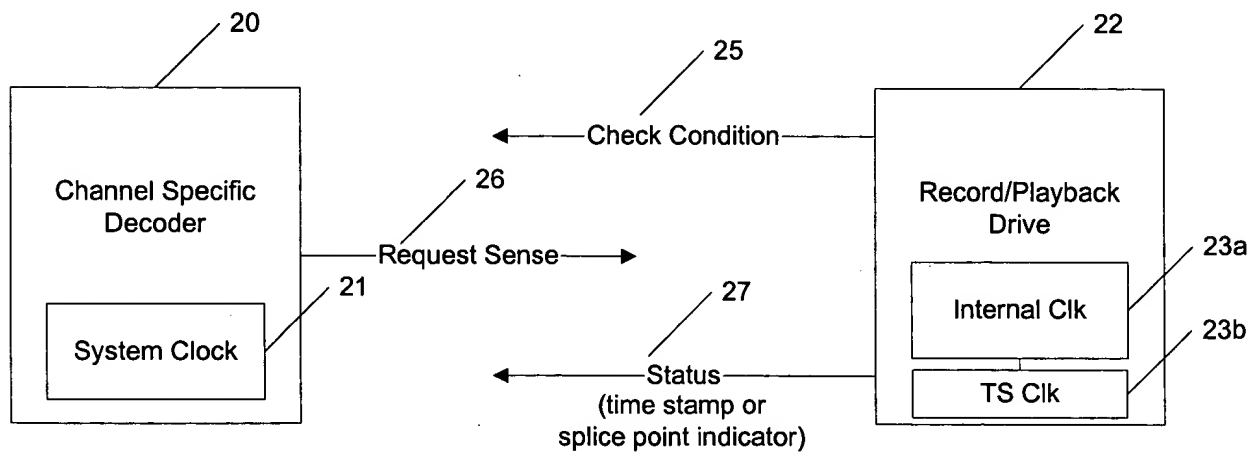 20
25
22
Check Condition
Channel Specific
Decoder
26
Record/Playback
Drive
Request Sense
23a
21
27
Internal Clk
System Clock
23b
Status
TS Clk
(time stamp or
splice point indicator)